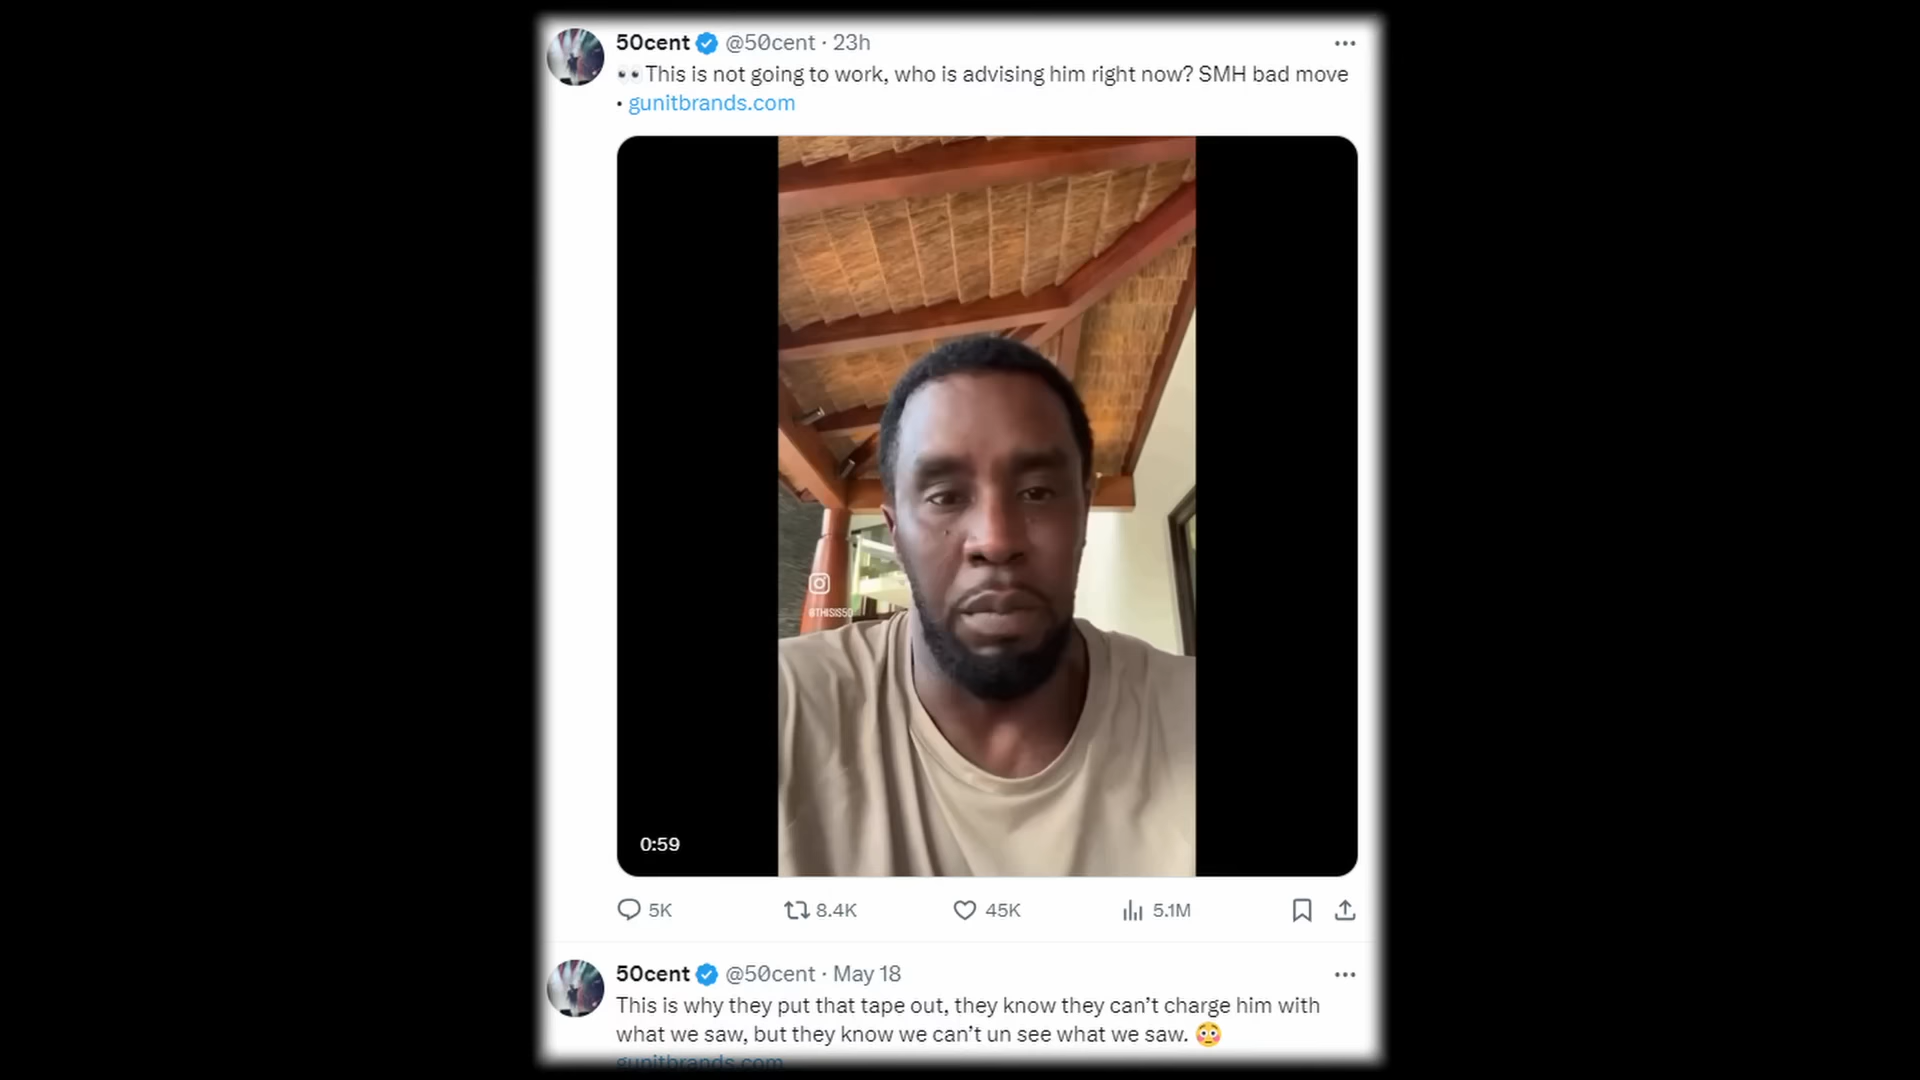 50cent @50cent · 23h
👀This is not going to work, who is advising him right now? SMH bad move
• gunitbrands.com
@THISIS50
0:59
5K 8.4K 45K 5.1M
50cent @50cent · May 18
This is why they put that tape out, they know they can’t charge him with
what we saw, but they know we can’t un see what we saw. 😳
gunitbrands.com